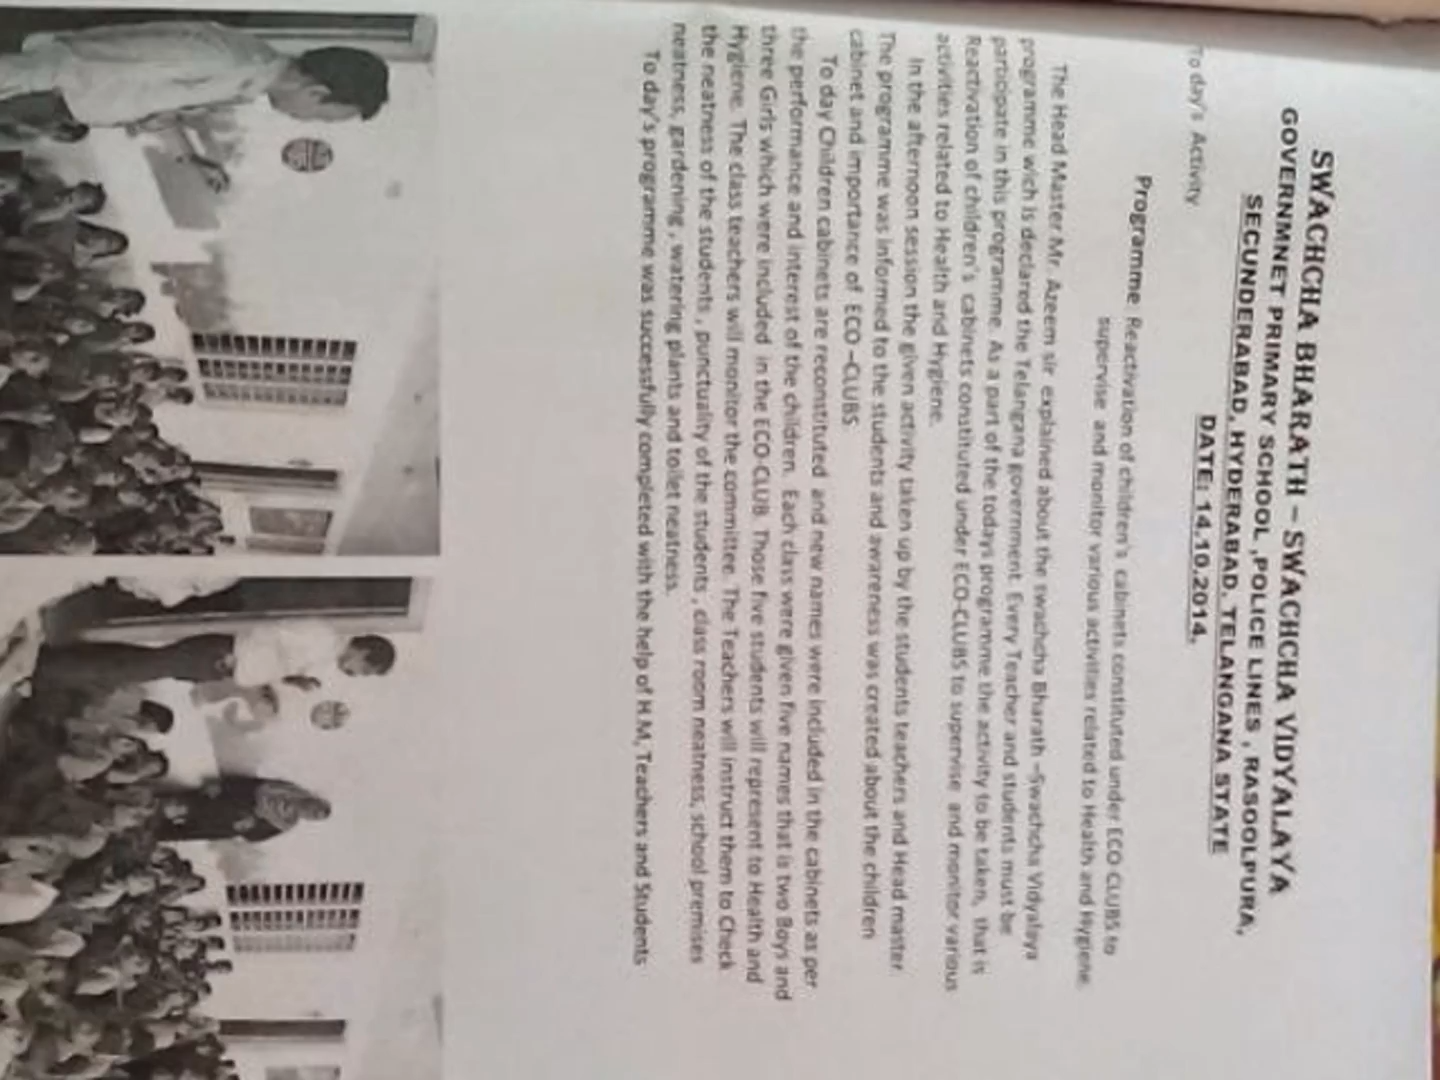 SWACHCHA BHARATH – SWACHCHA VIDYALAYA
GOVERNMNET PRIMARY SCHOOL ,POLICE LINES , RASOOLPURA,
SECUNDERABAD, HYDERABAD. TELANGANA STATE
DATE: 14.10.2014.
To day's Activity
Programme Reactivation of children's cabinets constituted under ECO CLUBS to
supervise and monitor various activities related to Health and Hygiene.
The Head Master Mr. Azeem sir explained about the swachcha Bharath –Swachcha Vidyalaya
programme wich is declared the Telangana government. Every Teacher and students must be
participate in this programme. As a part of the todays programme the activity to be taken, that is
Reactivation of children's cabinets constituted under ECO-CLUBS to supervise and monitor various
activities related to Health and Hygiene.
In the afternoon session the given activity taken up by the students teachers and Head master.
The programme was informed to the students and awareness was created about the children
cabinet and importance of ECO –CLUBS
To day Children cabinets are reconstituted and new names were included in the cabinets as per
the performance and interest of the children. Each class were given five names that is two Boys and
three Girls which were included in the ECO-CLUB. Those five students will represent to Health and
Hygiene. The class teachers will monitor the committee. The Teachers will instruct them to Check
the neatness of the students , punctuality of the students , class room neatness, school premises
neatness, gardening , watering plants and toilet neatness.
To day's programme was successfully completed with the help of H.M, Teachers and Students